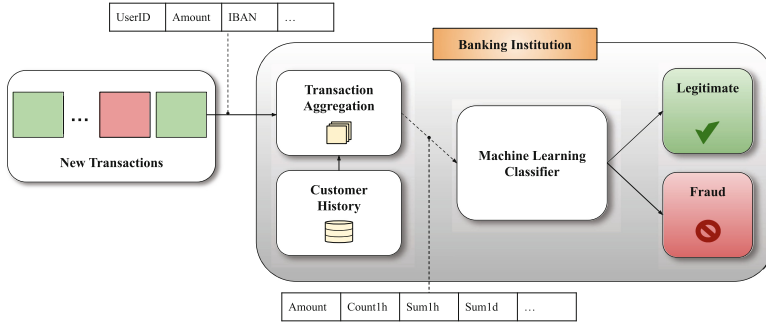 UserID Amount IBAN ...
Banking Institution
...
New Transactions
Transaction
Aggregation
Customer
History
Machine Learning
Classifier
Legitimate
Fraud
Amount Count1h Sum1h Sum1d ...